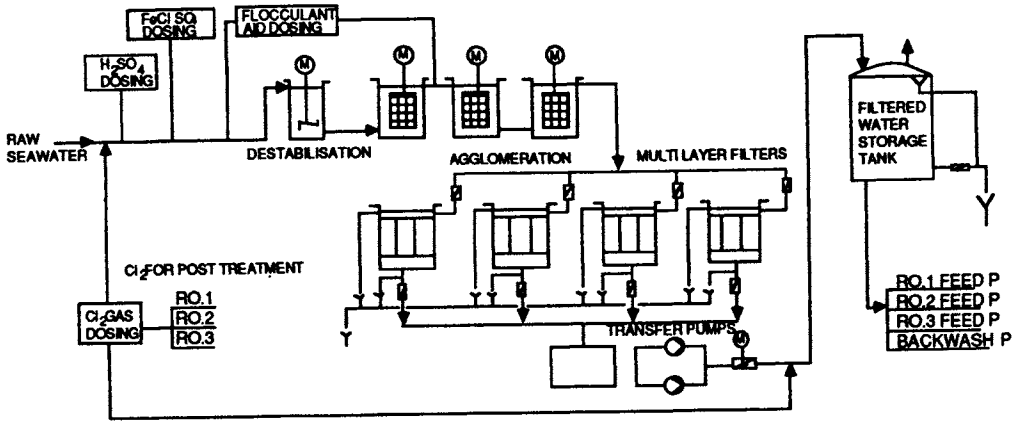 FeClSO4
DOSING
FLOCCULANT
AID DOSING
H2SO4
DOSING
M
M
M
M
RAW
SEAWATER
DESTABILISATION
AGGLOMERATION
MULTI LAYER FILTERS
FILTERED
WATER
STORAGE
TANK
Cl2 FOR POST TREATMENT
RO.1
RO.2
RO.3
Cl2 GAS
DOSING
TRANSFER PUMPS
M
RO.1 FEED P
RO.2 FEED P
RO.3 FEED P
BACKWASH P